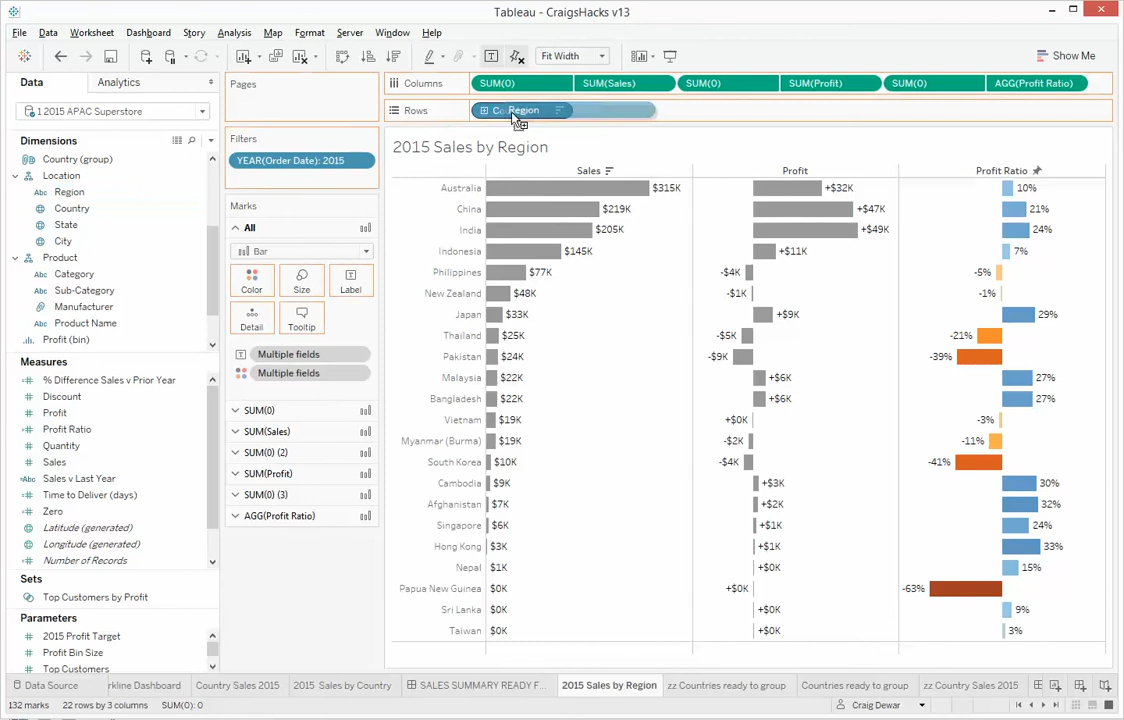 Tableau - CraigsHacks v13
File Data Worksheet Dashboard Story Analysis Map Format Server Window Help
Fit Width Show Me
Data Analytics
1 2015 APAC Superstore
Dimensions
Country (group)
Location
Abc Region
Country
State
City
Product
Abc Category
Abc Sub-Category
Manufacturer
Abc Product Name
Profit (bin)
Measures
% Difference Sales v Prior Year
Discount
Profit
Profit Ratio
Quantity
Sales
Abc Sales v Last Year
Time to Deliver (days)
Zero
Latitude (generated)
Longitude (generated)
Number of Records
Sets
Top Customers by Profit
Parameters
2015 Profit Target
Profit Bin Size
Top Customers
Pages
Filters
YEAR(Order Date): 2015
Marks
All
Bar
Color Size Label
Detail Tooltip
Multiple fields
Multiple fields
SUM(0)
SUM(Sales)
SUM(0) (2)
SUM(Profit)
SUM(0) (3)
AGG(Profit Ratio)
Columns SUM(0) SUM(Sales) SUM(0) SUM(Profit) SUM(0) AGG(Profit Ratio)
Rows Region
2015 Sales by Region
Sales Profit Profit Ratio
Australia $315K +$32K 10%
China $219K +$47K 21%
India $205K +$49K 24%
Indonesia $145K +$11K 7%
Philippines $77K -$4K -5%
New Zealand $48K -$1K -1%
Japan $33K +$9K 29%
Thailand $25K -$5K -21%
Pakistan $24K -$9K -39%
Malaysia $22K +$6K 27%
Bangladesh $22K +$6K 27%
Vietnam $19K +$0K -3%
Myanmar (Burma) $19K -$2K -11%
South Korea $10K -$4K -41%
Cambodia $9K +$3K 30%
Afghanistan $7K +$2K 32%
Singapore $6K +$1K 24%
Hong Kong $3K +$1K 33%
Nepal $1K +$0K 15%
Papua New Guinea $0K +$0K -63%
Sri Lanka $0K +$0K 9%
Taiwan $0K +$0K 3%
Data Source rkline Dashboard Country Sales 2015 2015 Sales by Country SALES SUMMARY READY F... 2015 Sales by Region zz Countries ready to group Countries ready to group zz Country Sales 2015
132 marks 22 rows by 3 columns SUM(0): 0 Craig Dewar